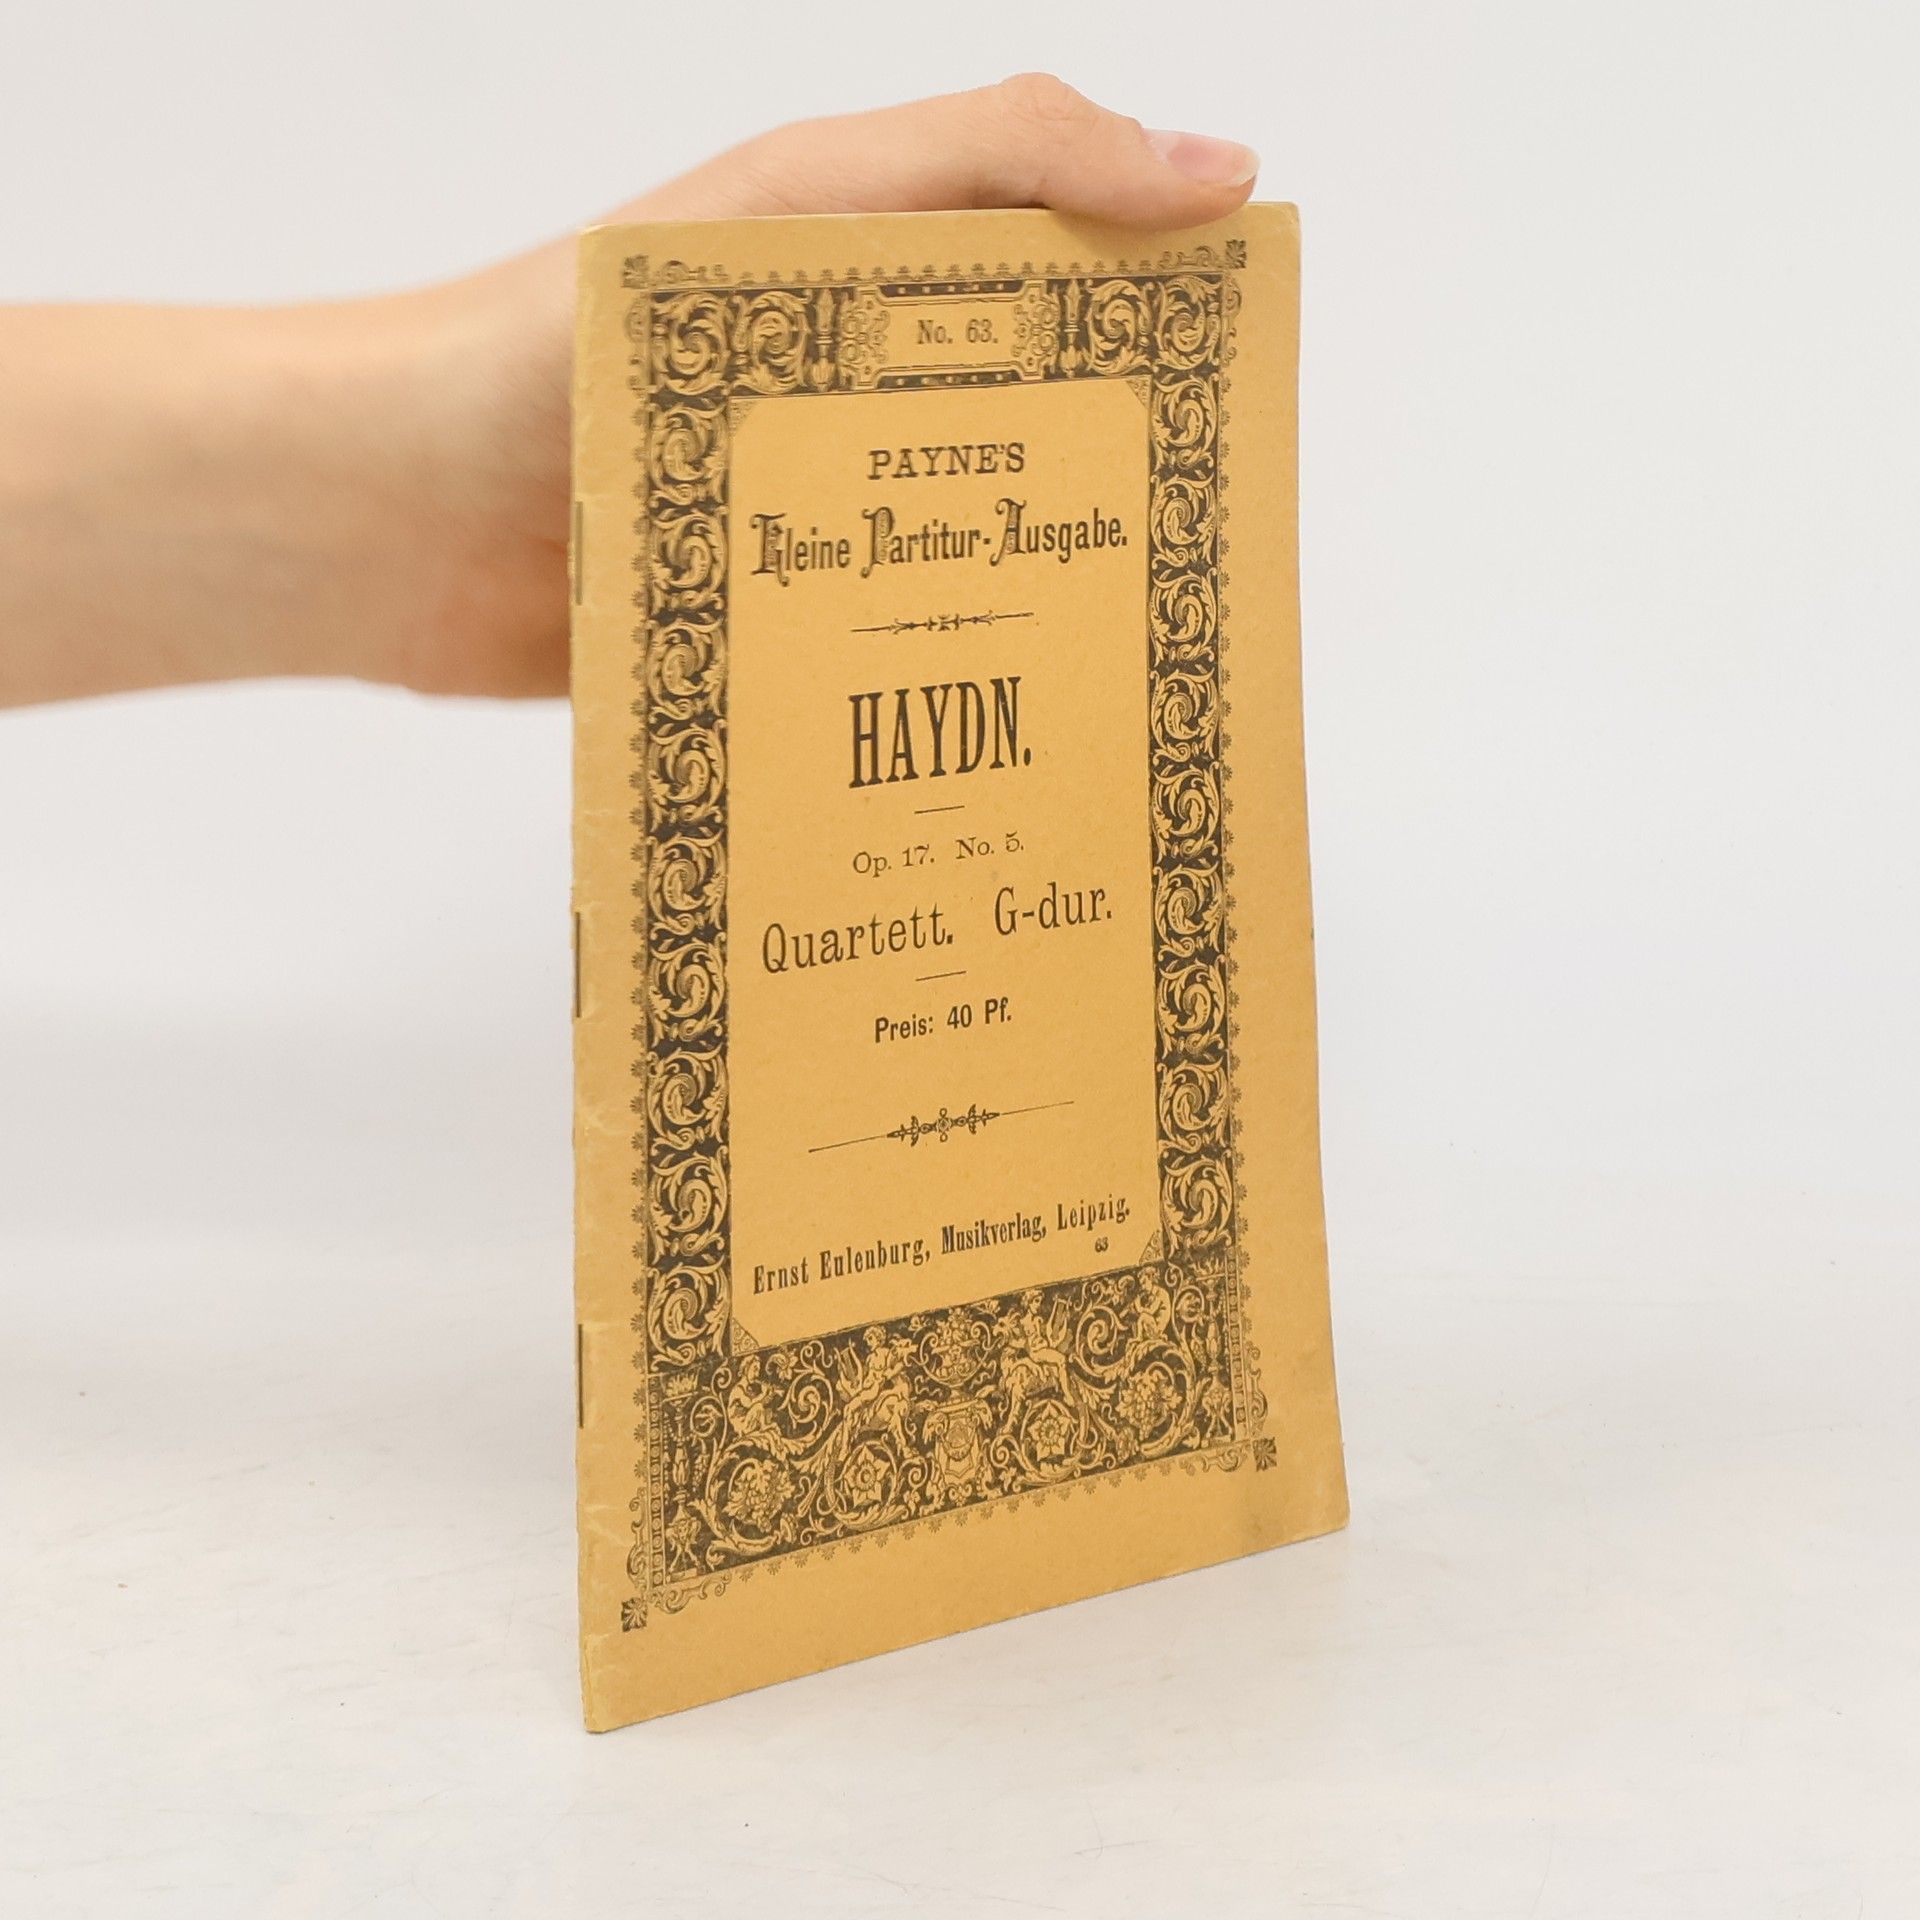 No. 63.
PAYNE'S
Kleine Partitur-Ausgabe.
HAYDN.
Op. 17. No. 5.
Quartett. G-dur.
Preis: 40 Pf.
Ernst Eulenburg, Musikverlag, Leipzig.
63